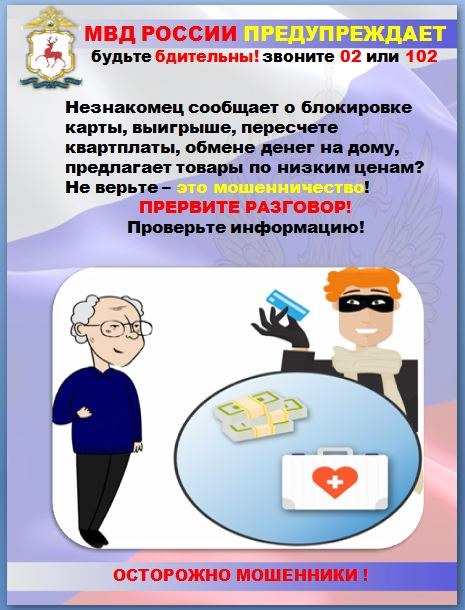 МВД РОССИИ ПРЕДУПРЕЖДАЕТ
будьте бдительны! звоните 02 или 102
Незнакомец сообщает о блокировке
карты, выигрыше, пересчете
квартплаты, обмене денег на дому,
предлагает товары по низким ценам?
Не верьте – это мошенничество!
ПРЕРВИТЕ РАЗГОВОР!
Проверьте информацию!
ОСТОРОЖНО МОШЕННИКИ !